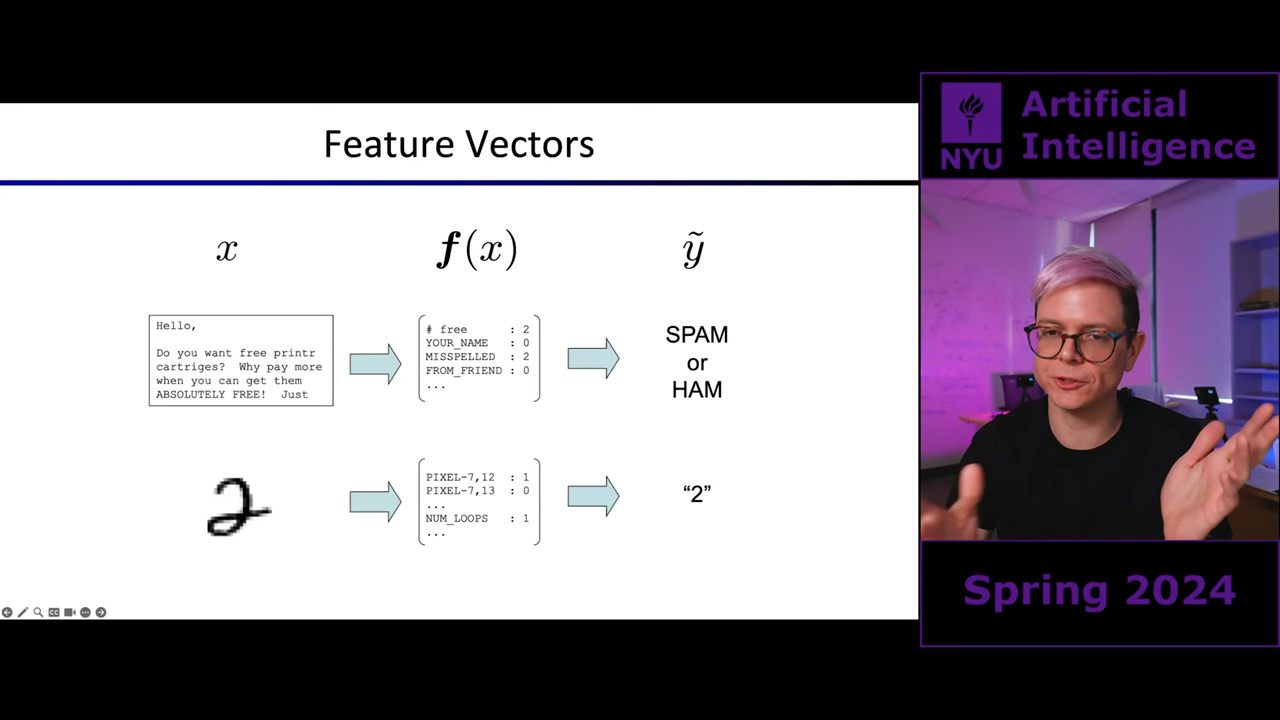 Feature Vectors
x
f(x)
ỹ
Hello,
Do you want free printr
cartriges? Why pay more
when you can get them
ABSOLUTELY FREE! Just
# free : 2
YOUR_NAME : 0
MISSPELLED : 2
FROM_FRIEND : 0
...
SPAM
or
HAM
2
PIXEL-7,12 : 1
PIXEL-7,13 : 0
...
NUM_LOOPS : 1
...
“2”
NYU
Artificial
Intelligence
Spring 2024